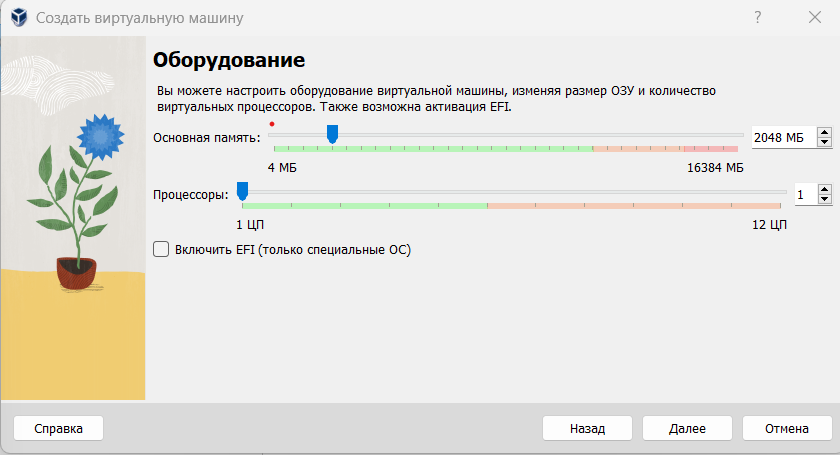 Создать виртуальную машину
?
Оборудование
Вы можете настроить оборудование виртуальной машины, изменяя размер ОЗУ и количество
виртуальных процессоров. Также возможна активация EFI.
Основная память: 2048 МБ
4 МБ 16384 МБ
Процессоры: 1
1 ЦП 12 ЦП
Включить EFI (только специальные ОС)
Справка Назад Далее Отмена